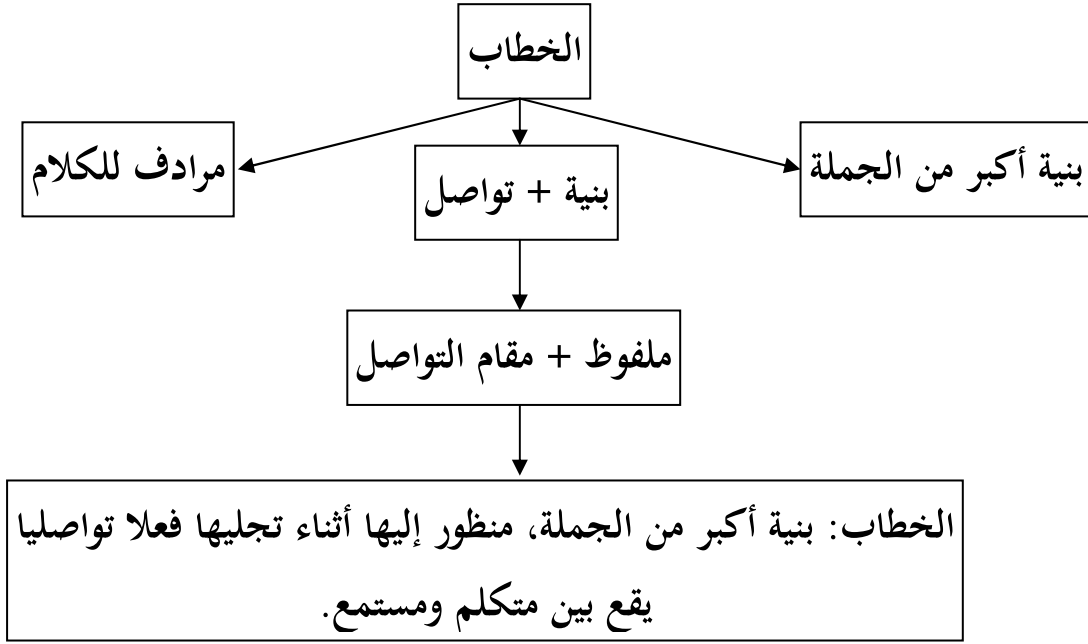 الخطاب
بنية أكبر من الجملة
مرادف للكلام
بنية + تواصل
ملفوظ + مقام التواصل
الخطاب: بنية أكبر من الجملة، منظور إليها أثناء تجليها فعلا تواصليا
يقع بين متكلم ومستمع.